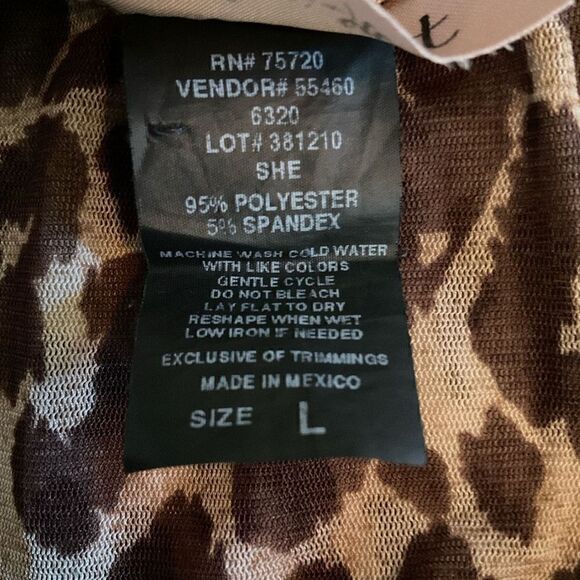 RN# 75720
VENDOR# 55460
6320
LOT# 381210
SHE
95% POLYESTER
5% SPANDEX
MACHINE WASH COLD WATER
WITH LIKE COLORS
GENTLE CYCLE
DO NOT BLEACH
LAY FLAT TO DRY
RESHAPE WHEN WET
LOW IRON IF NEEDED
EXCLUSIVE OF TRIMMINGS
MADE IN MEXICO
SIZE L